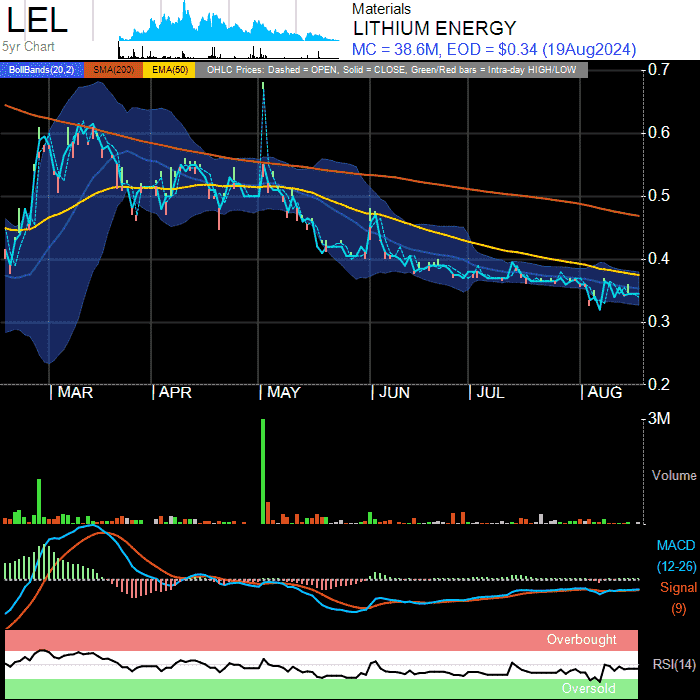 LEL
5yr Chart
Materials
LITHIUM ENERGY
MC = 38.6M, EOD = $0.34 (19Aug2024)
BollBands(20,2) SMA(200) EMA(50) OHLC Prices: Dashed = OPEN, Solid = CLOSE, Green/Red bars = Intra-day HIGH/LOW
0.7
0.6
0.5
0.4
0.3
0.2
MAR APR MAY JUN JUL AUG
3M
Volume
MACD
(12-26)
Signal
(9)
Overbought
RSI(14)
Oversold